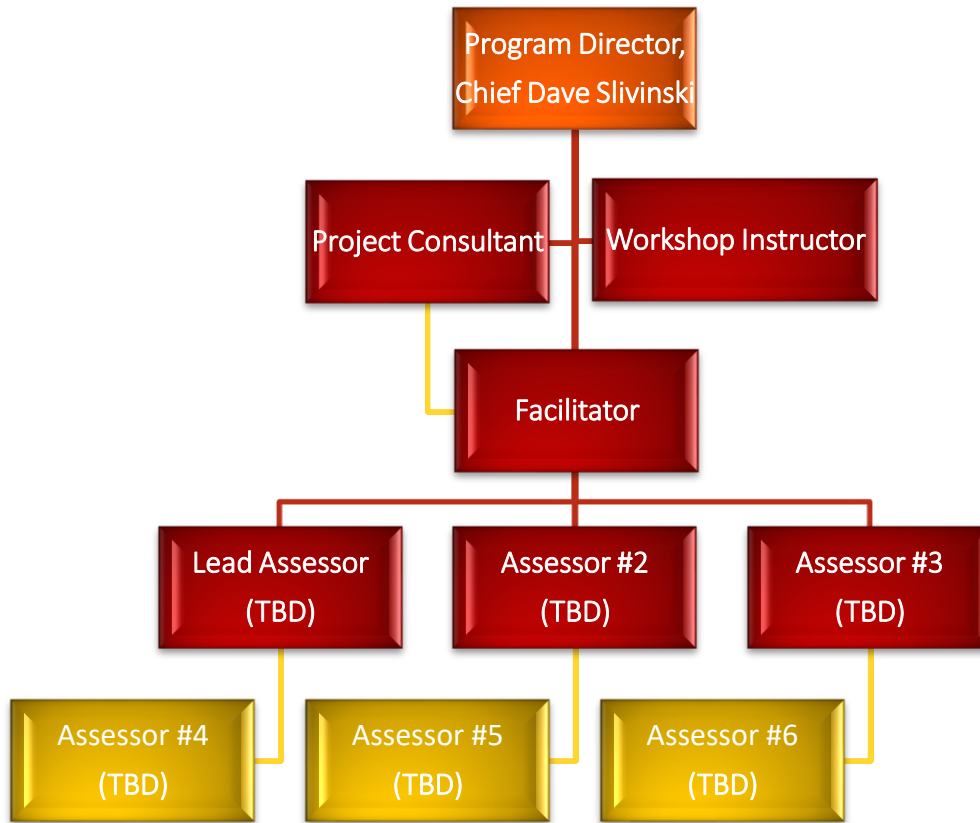 Program Director,
Chief Dave Slivinski
Project Consultant
Workshop Instructor
Facilitator
Lead Assessor
(TBD)
Assessor #2
(TBD)
Assessor #3
(TBD)
Assessor #4
(TBD)
Assessor #5
(TBD)
Assessor #6
(TBD)